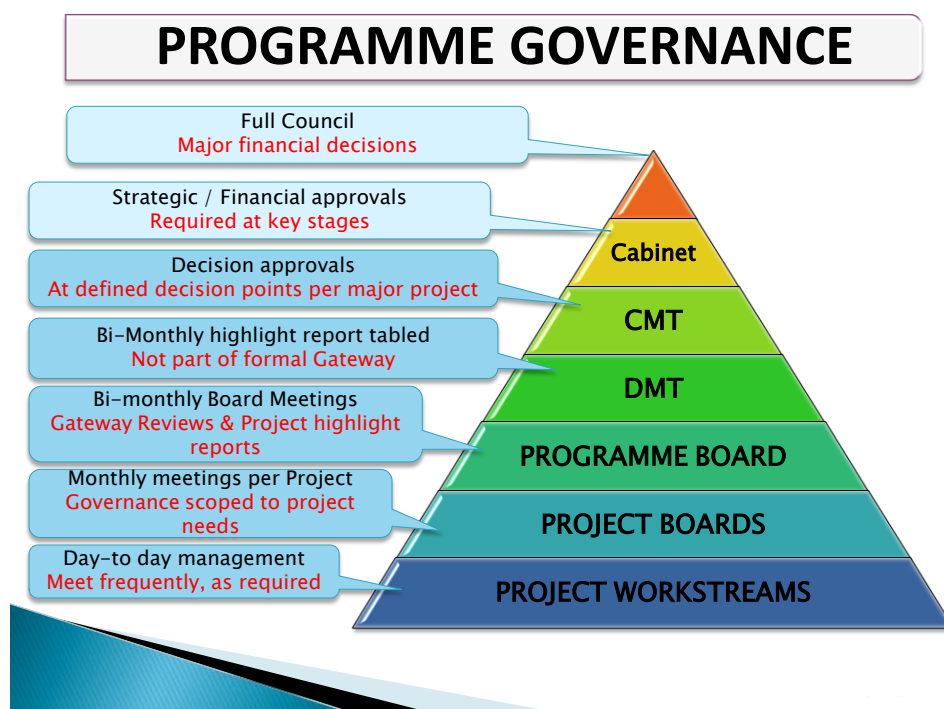 PROGRAMME GOVERNANCE
Full Council
Major financial decisions
Strategic / Financial approvals
Required at key stages
Cabinet
Decision approvals
At defined decision points per major project
CMT
Bi-Monthly highlight report tabled
Not part of formal Gateway
DMT
Bi-monthly Board Meetings
Gateway Reviews & Project highlight
reports
PROGRAMME BOARD
Monthly meetings per Project
Governance scoped to project
needs
PROJECT BOARDS
Day-to day management
Meet frequently, as required
PROJECT WORKSTREAMS